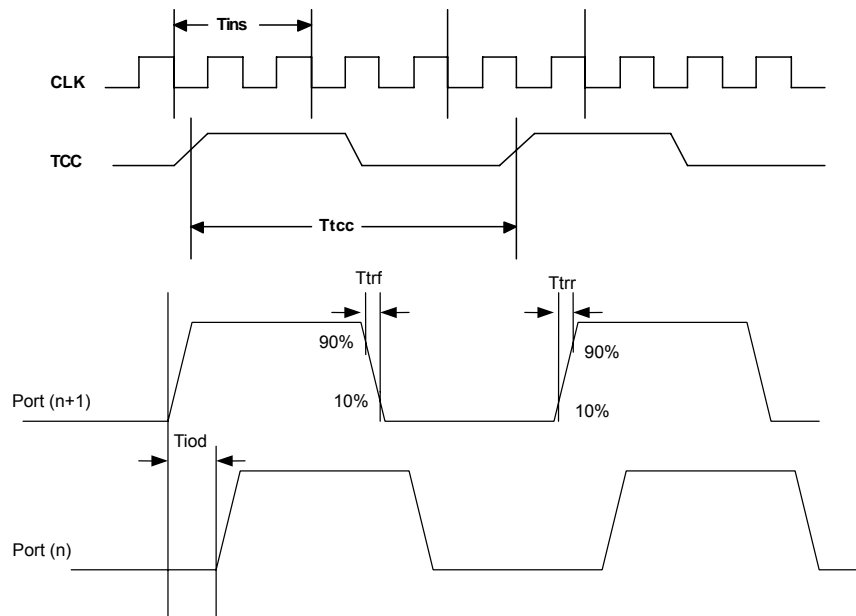 Tins
CLK
TCC
Ttcc
Ttrf
Ttrr
90%
90%
10%
10%
Port (n+1)
Tiod
Port (n)